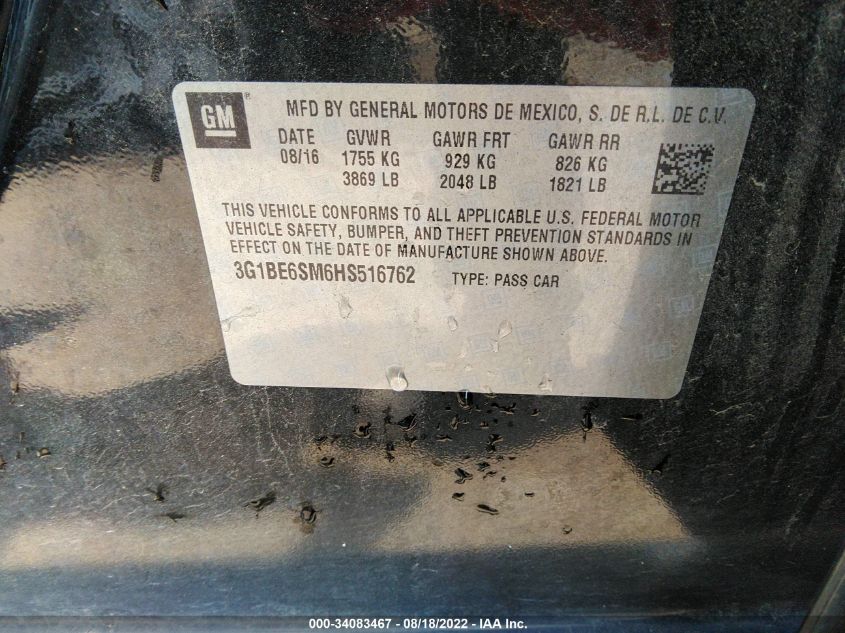 GM
MFD BY GENERAL MOTORS DE MEXICO, S. DE R.L. DE C.V.
DATE GVWR GAWR FRT GAWR RR
08/16 1755 KG 929 KG 826 KG
3869 LB 2048 LB 1821 LB
THIS VEHICLE CONFORMS TO ALL APPLICABLE U.S. FEDERAL MOTOR
VEHICLE SAFETY, BUMPER, AND THEFT PREVENTION STANDARDS IN
EFFECT ON THE DATE OF MANUFACTURE SHOWN ABOVE.
3G1BE6SM6HS516762 TYPE: PASS CAR
000-34083467 - 08/18/2022 - IAA Inc.